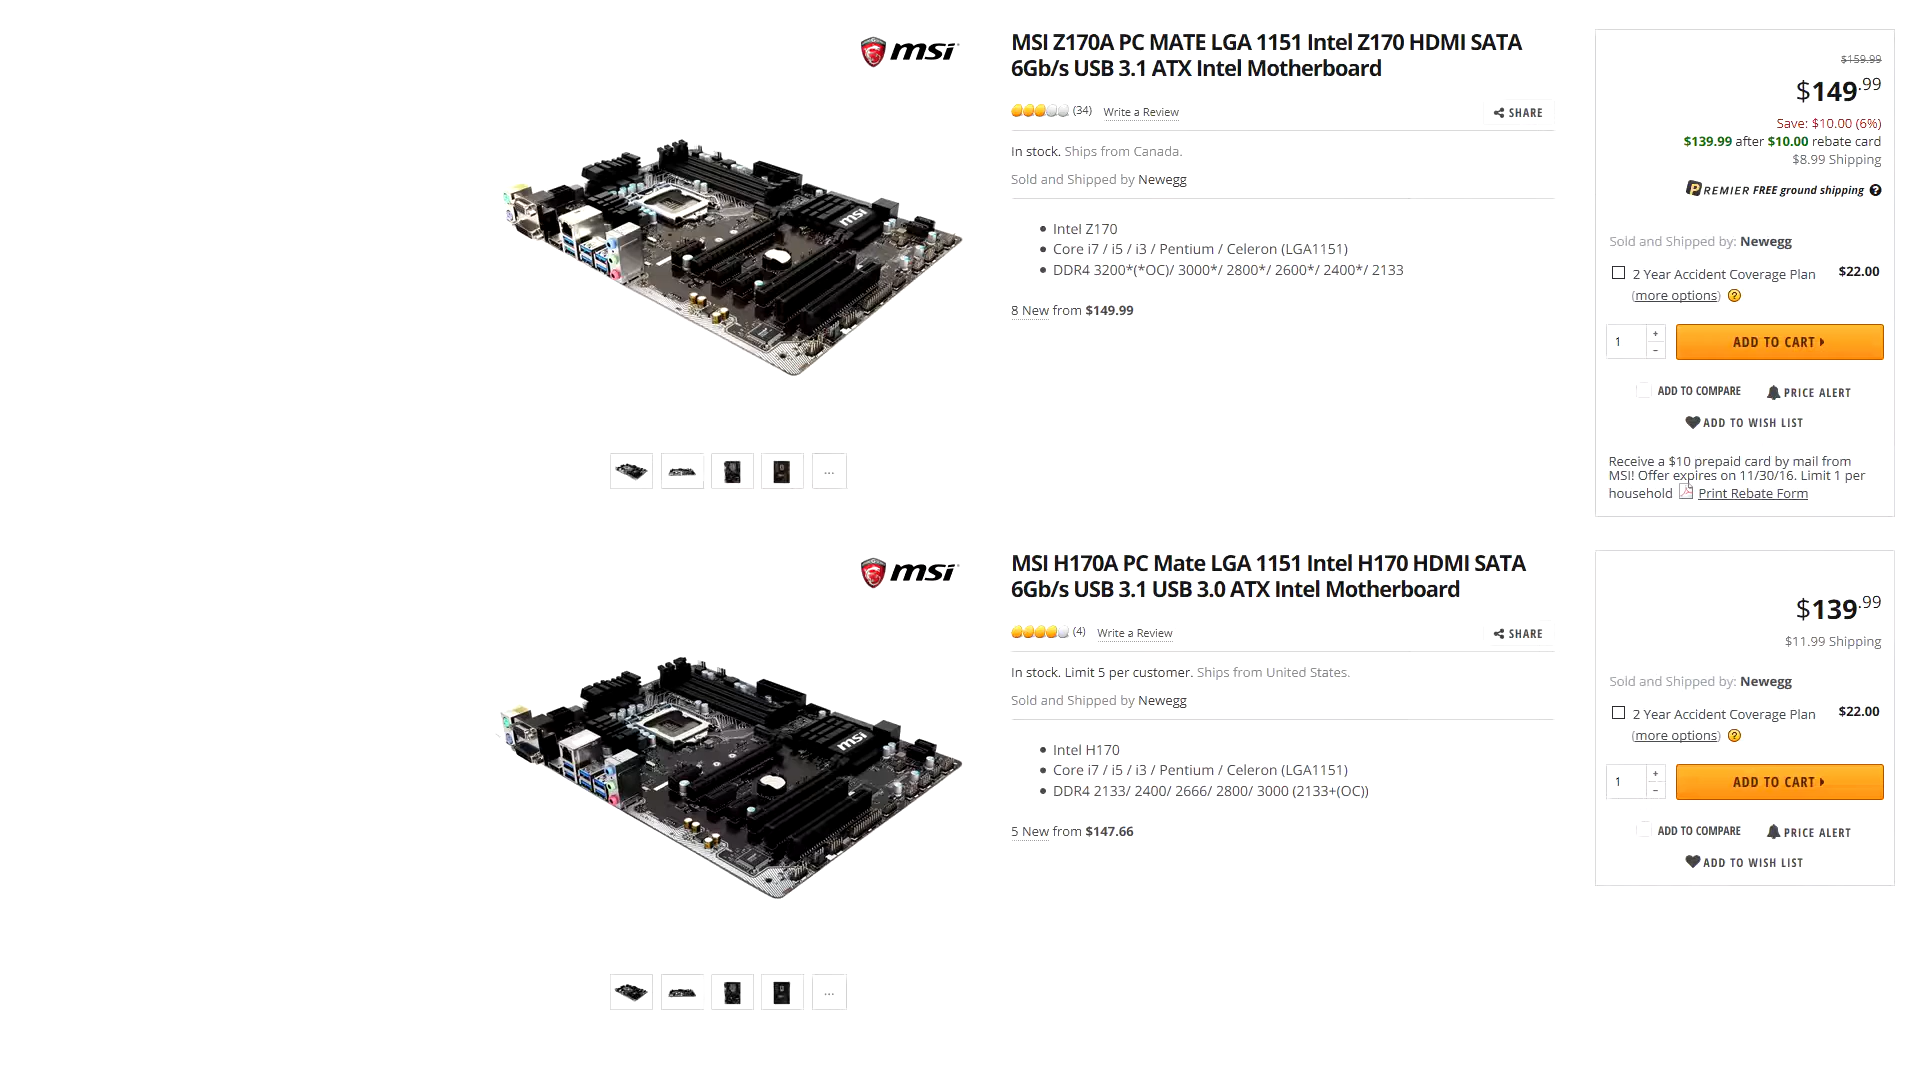 msi
MSI Z170A PC MATE LGA 1151 Intel Z170 HDMI SATA
6Gb/s USB 3.1 ATX Intel Motherboard
(34) Write a Review
SHARE
In stock. Ships from Canada.
Sold and Shipped by Newegg
Intel Z170
Core i7 / i5 / i3 / Pentium / Celeron (LGA1151)
DDR4 3200*(*OC)/ 3000*/ 2800*/ 2600*/ 2400*/ 2133
8 New from $149.99
$159.99
$149.99
Save: $10.00 (6%)
$139.99 after $10.00 rebate card
$8.99 Shipping
PREMIER FREE ground shipping ?
Sold and Shipped by: Newegg
2 Year Accident Coverage Plan $22.00
(more options) ?
1 + -
ADD TO CART
ADD TO COMPARE PRICE ALERT
ADD TO WISH LIST
Receive a $10 prepaid card by mail from
MSI! Offer expires on 11/30/16. Limit 1 per
household Print Rebate Form
msi
...
msi
MSI H170A PC Mate LGA 1151 Intel H170 HDMI SATA
6Gb/s USB 3.1 USB 3.0 ATX Intel Motherboard
(4) Write a Review
SHARE
In stock. Limit 5 per customer. Ships from United States.
Sold and Shipped by Newegg
Intel H170
Core i7 / i5 / i3 / Pentium / Celeron (LGA1151)
DDR4 2133/ 2400/ 2666/ 2800/ 3000 (2133+(OC))
5 New from $147.66
$139.99
$11.99 Shipping
Sold and Shipped by: Newegg
2 Year Accident Coverage Plan $22.00
(more options) ?
1 + -
ADD TO CART
ADD TO COMPARE PRICE ALERT
ADD TO WISH LIST
msi
...